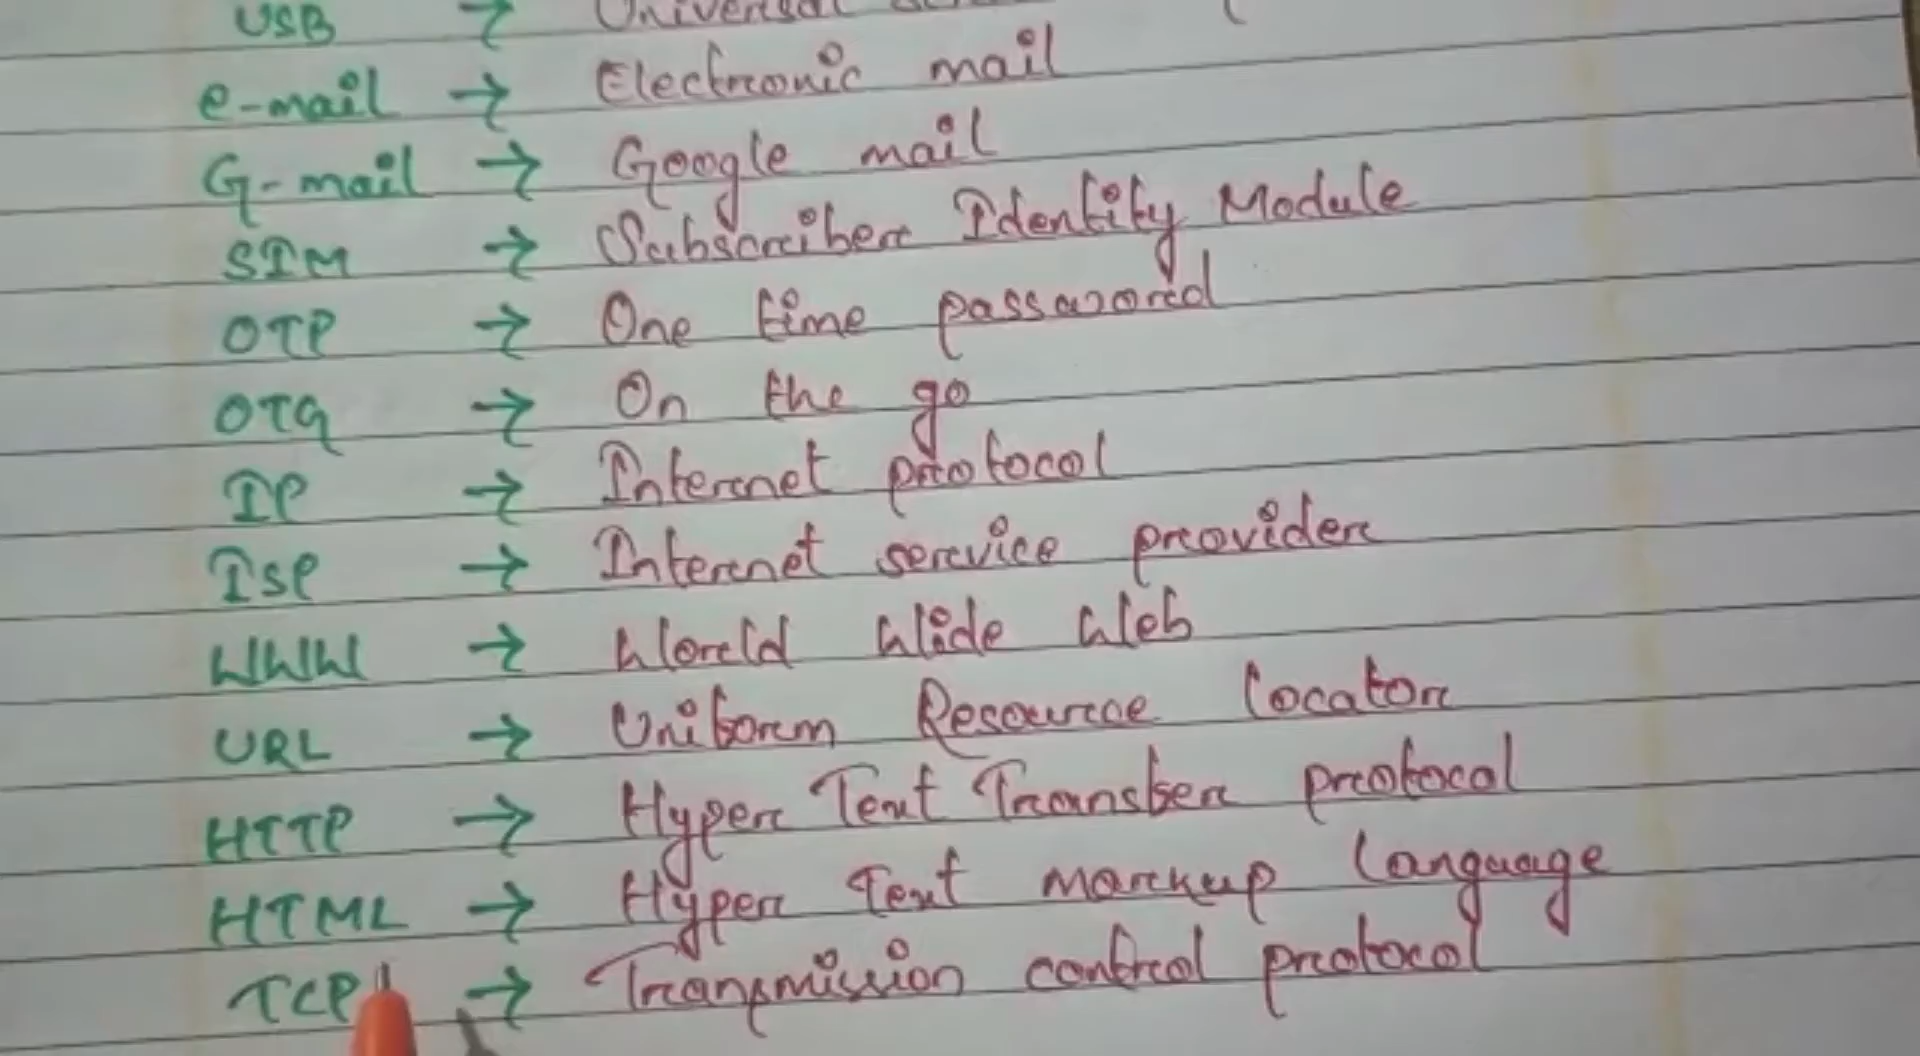 USB → Universal
e-mail → Electronic mail
G-mail → Google mail
SIM → Subscriber Identity Module
OTP → One time password
OTG → On the go
IP → Internet protocol
ISP → Internet service provider
WWW → World Wide Web
URL → Uniform Resource Locator
HTTP → Hyper Text Transfer protocol
HTML → Hyper Text markup Language
TCP → Transmission control protocol